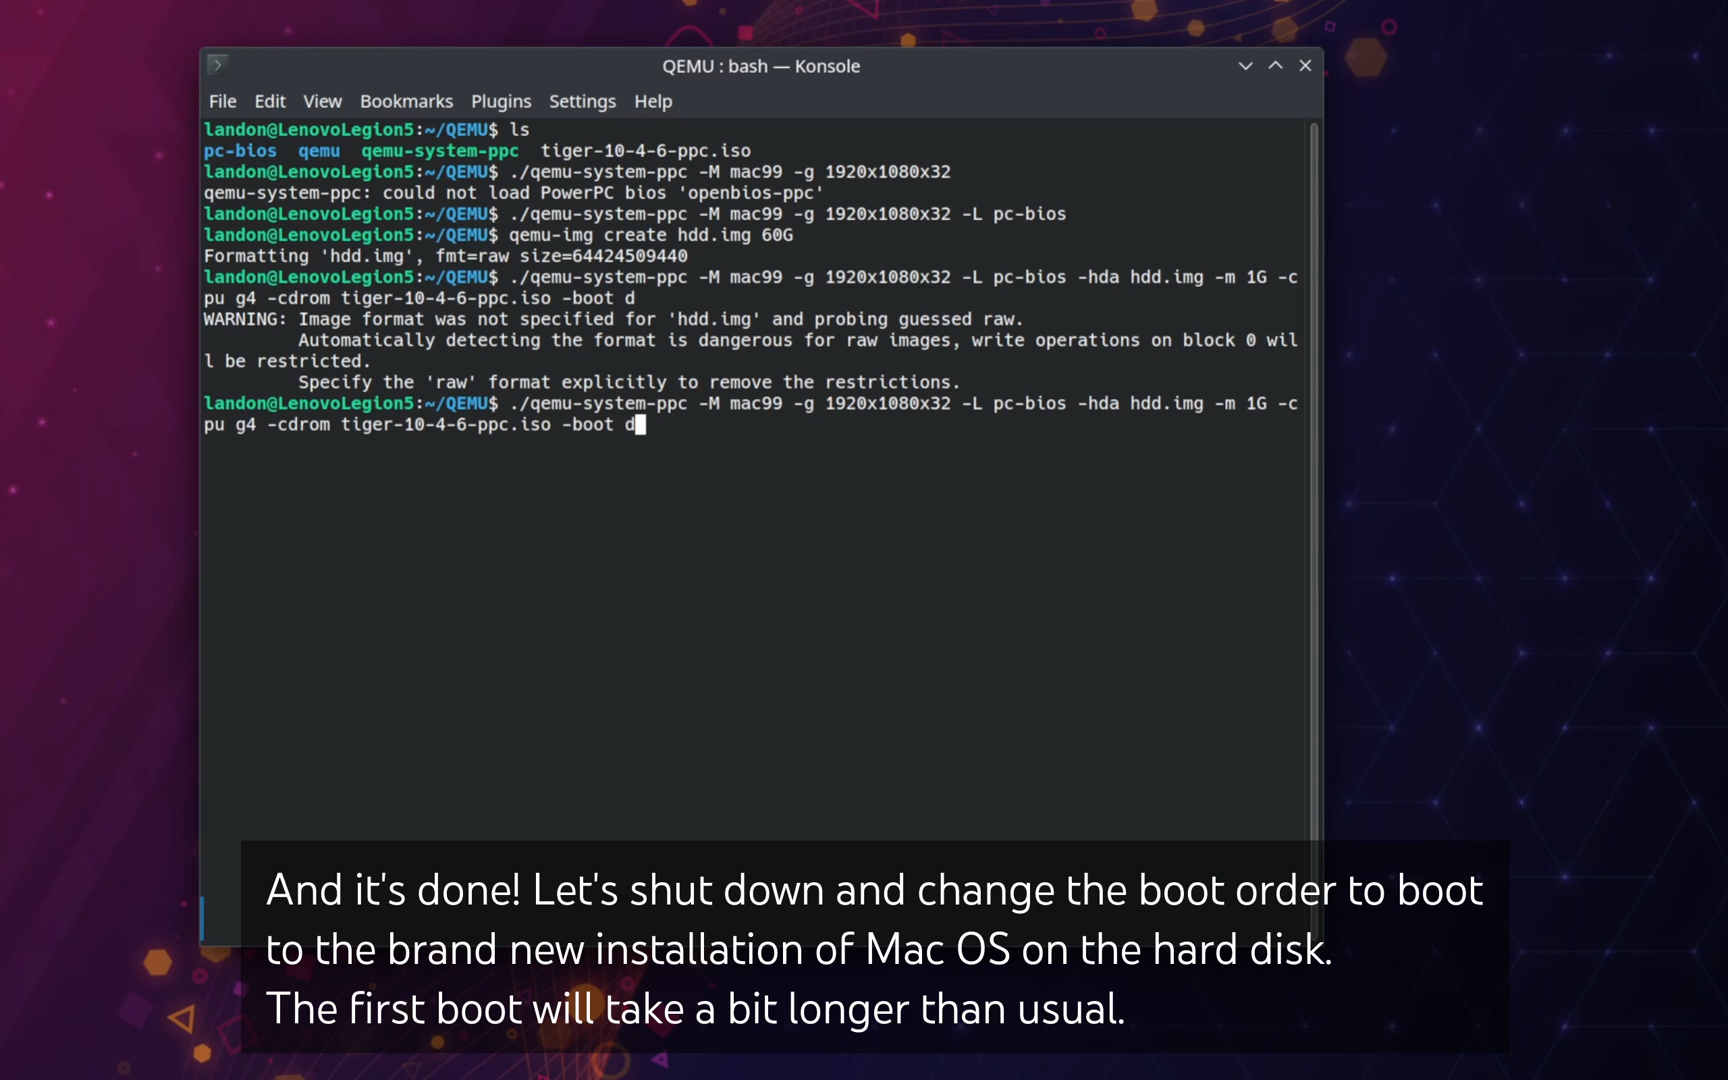 QEMU : bash — Konsole
File Edit View Bookmarks Plugins Settings Help
landon@LenovoLegion5:~/QEMU$ ls
pc-bios qemu qemu-system-ppc tiger-10-4-6-ppc.iso
landon@LenovoLegion5:~/QEMU$ ./qemu-system-ppc -M mac99 -g 1920x1080x32
qemu-system-ppc: could not load PowerPC bios 'openbios-ppc'
landon@LenovoLegion5:~/QEMU$ ./qemu-system-ppc -M mac99 -g 1920x1080x32 -L pc-bios
landon@LenovoLegion5:~/QEMU$ qemu-img create hdd.img 60G
Formatting 'hdd.img', fmt=raw size=64424509440
landon@LenovoLegion5:~/QEMU$ ./qemu-system-ppc -M mac99 -g 1920x1080x32 -L pc-bios -hda hdd.img -m 1G -c
pu g4 -cdrom tiger-10-4-6-ppc.iso -boot d
WARNING: Image format was not specified for 'hdd.img' and probing guessed raw.
Automatically detecting the format is dangerous for raw images, write operations on block 0 wil
l be restricted.
Specify the 'raw' format explicitly to remove the restrictions.
landon@LenovoLegion5:~/QEMU$ ./qemu-system-ppc -M mac99 -g 1920x1080x32 -L pc-bios -hda hdd.img -m 1G -c
pu g4 -cdrom tiger-10-4-6-ppc.iso -boot d
And it's done! Let's shut down and change the boot order to boot
to the brand new installation of Mac OS on the hard disk.
The first boot will take a bit longer than usual.